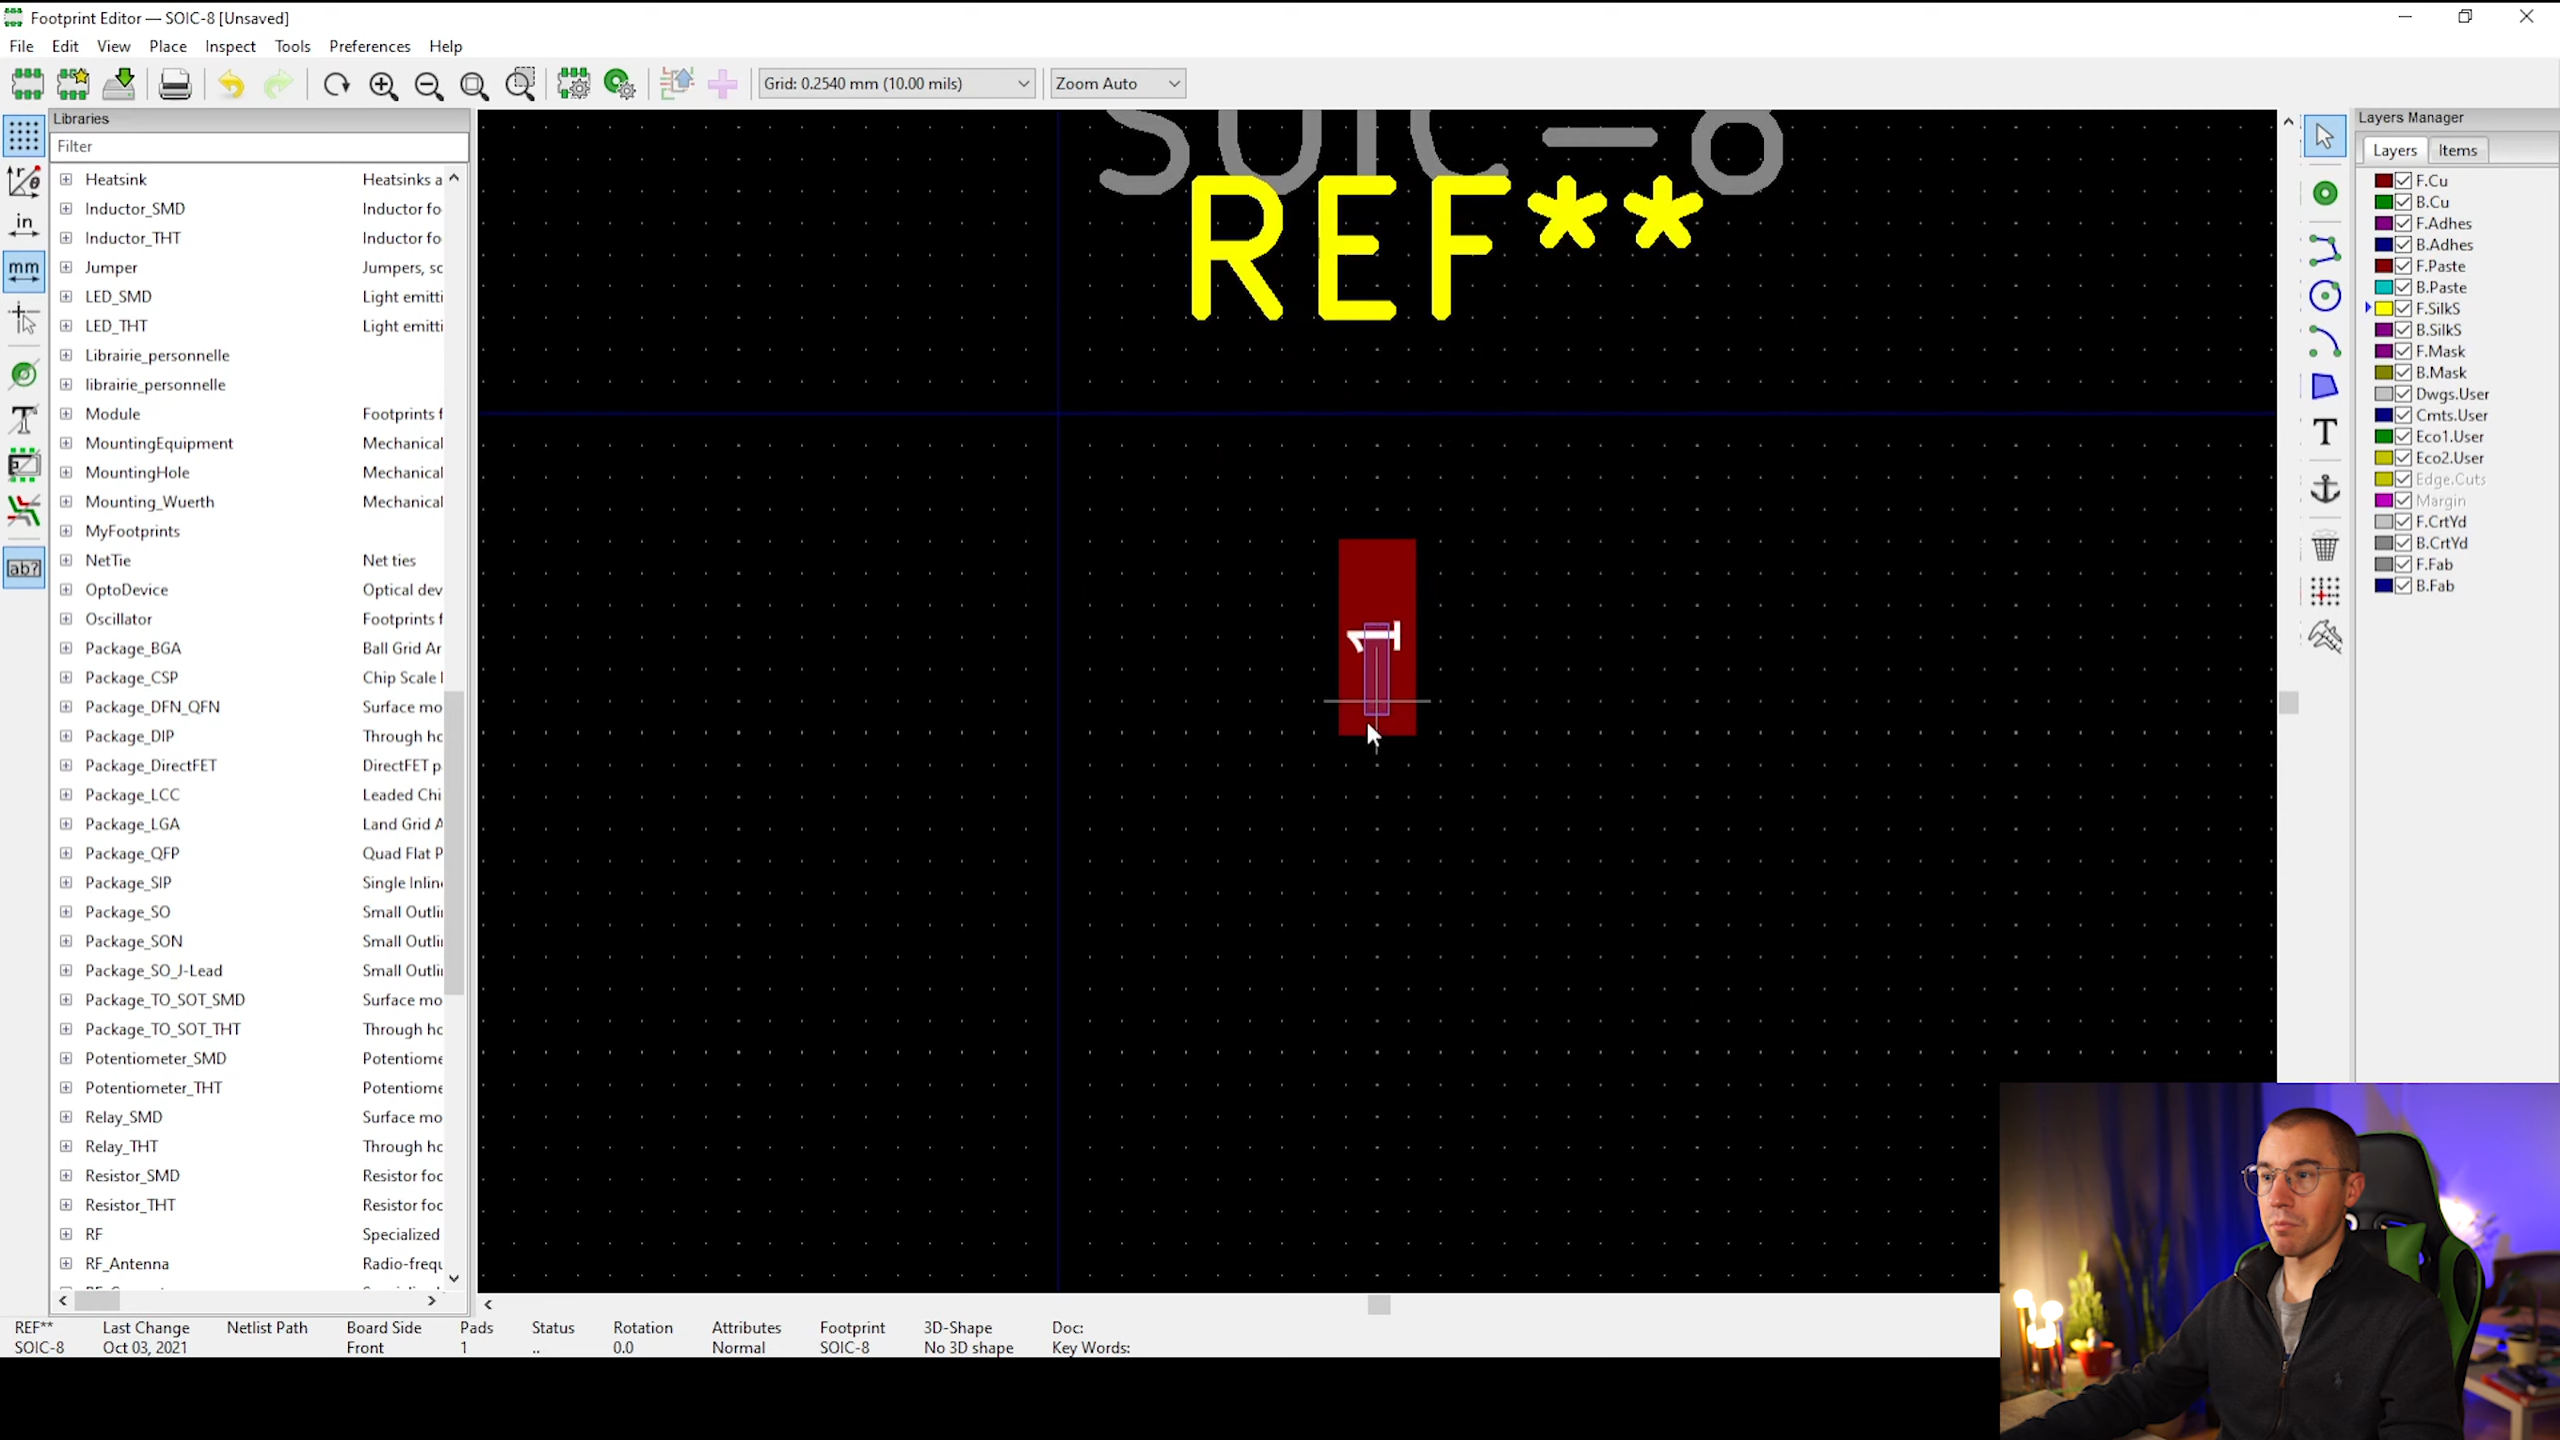 Footprint Editor — SOIC-8 [Unsaved]
File Edit View Place Inspect Tools Preferences Help
Grid: 0.2540 mm (10.00 mils) Zoom Auto
Libraries
Filter
Heatsink Heatsinks a
Inductor_SMD Inductor fo
Inductor_THT Inductor fo
Jumper Jumpers, sc
LED_SMD Light emitti
LED_THT Light emitti
Librairie_personnelle
librairie_personnelle
Module Footprints f
MountingEquipment Mechanical
MountingHole Mechanical
Mounting_Wuerth Mechanical
MyFootprints
NetTie Net ties
OptoDevice Optical dev
Oscillator Footprints f
Package_BGA Ball Grid Ar
Package_CSP Chip Scale
Package_DFN_QFN Surface mo
Package_DIP Through ho
Package_DirectFET DirectFET p
Package_LCC Leaded Chi
Package_LGA Land Grid A
Package_QFP Quad Flat P
Package_SIP Single Inlin
Package_SO Small Outli
Package_SON Small Outli
Package_SO_J-Lead Small Outli
Package_TO_SOT_SMD Surface mo
Package_TO_SOT_THT Through ho
Potentiometer_SMD Potentiome
Potentiometer_THT Potentiome
Relay_SMD Surface mo
Relay_THT Through ho
Resistor_SMD Resistor foc
Resistor_THT Resistor foc
RF Specialized
RF_Antenna Radio-frequ
in
mm
ab?
SOIC-8
REF**
1
Layers Manager
Layers Items
F.Cu
B.Cu
F.Adhes
B.Adhes
F.Paste
B.Paste
F.SilkS
B.SilkS
F.Mask
B.Mask
Dwgs.User
Cmts.User
Eco1.User
Eco2.User
Edge.Cuts
Margin
F.CrtYd
B.CrtYd
F.Fab
B.Fab
REF** Last Change Netlist Path Board Side Pads Status Rotation Attributes Footprint 3D-Shape Doc:
SOIC-8 Oct 03, 2021 Front 1 .. 0.0 Normal SOIC-8 No 3D shape Key Words: